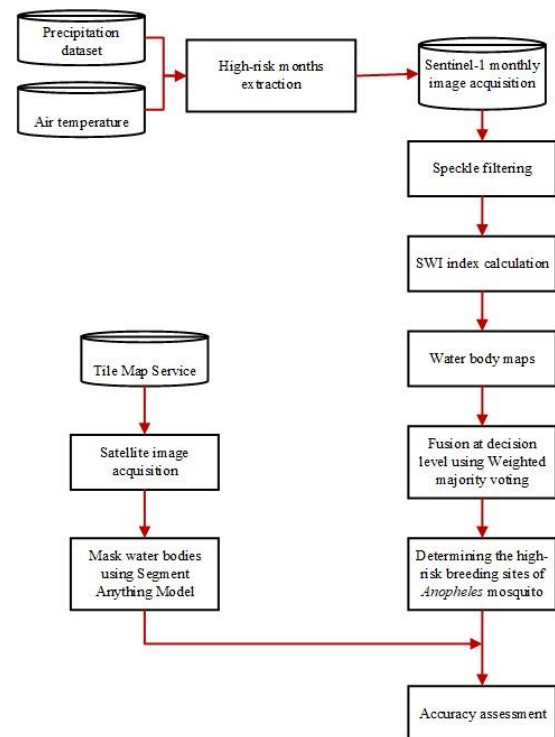 Precipitation
dataset
Air temperature
High-risk months
extraction
Sentinel-1 monthly
image acquisition
Speckle filtering
SWI index calculation
Water body maps
Fusion at decision
level using Weighted
majority voting
Determining the high-
risk breeding sites of
Anopheles mosquito
Tile Map Service
Satellite image
acquisition
Mask water bodies
using Segment
Anything Model
Accuracy assessment